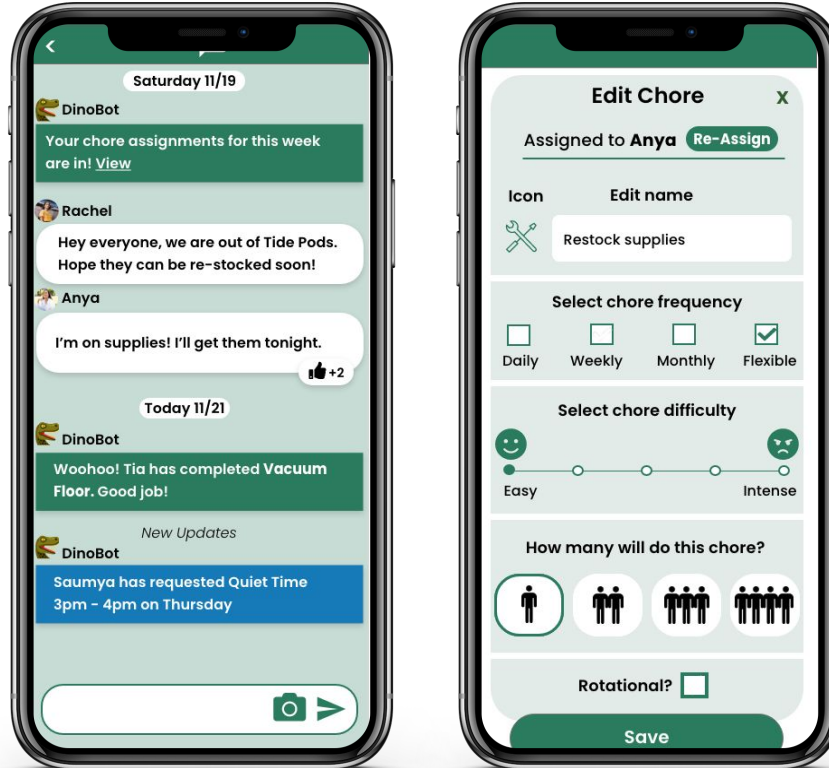 Saturday 11/19
DinoBot
Your chore assignments for this week
are in! View
Rachel
Hey everyone, we are out of Tide Pods.
Hope they can be re-stocked soon!
Anya
I'm on supplies! I'll get them tonight.
+2
Today 11/21
DinoBot
Woohoo! Tia has completed Vacuum
Floor. Good job!
New Updates
DinoBot
Saumya has requested Quiet Time
3pm - 4pm on Thursday
Edit Chore
X
Assigned to Anya Re-Assign
Icon Edit name
Restock supplies
Select chore frequency
Daily Weekly Monthly Flexible
Select chore difficulty
Easy Intense
How many will do this chore?
Rotational?
Save